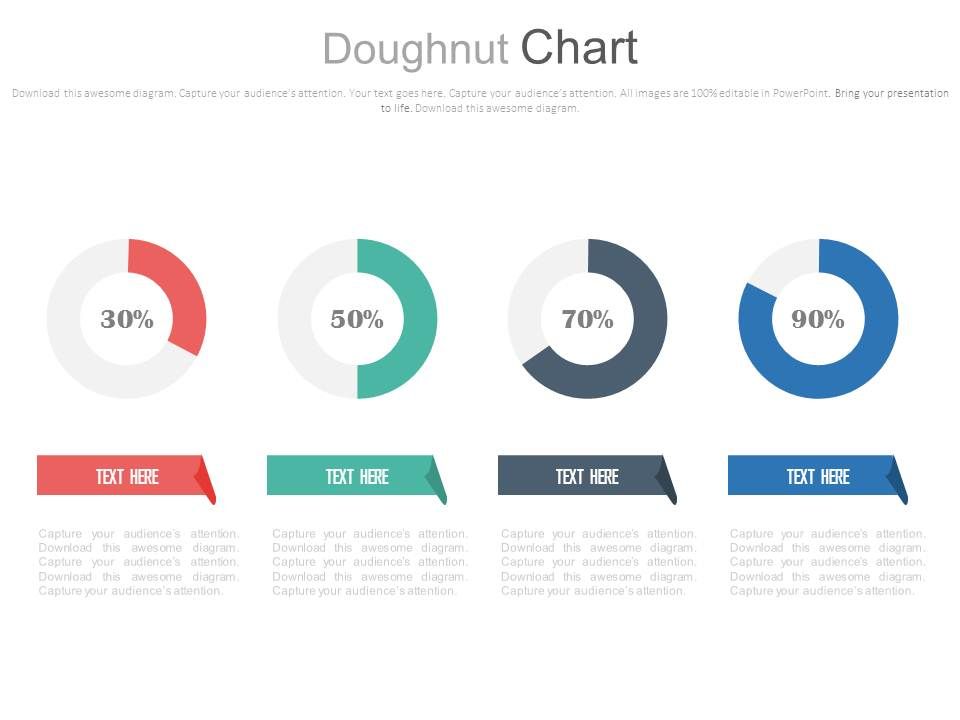 Doughnut Chart
Download this awesome diagram. Capture your audience's attention. Your text goes here. Capture your audience's attention. All images are 100% editable in PowerPoint. Bring your presentation
to life. Download this awesome diagram.
30%
50%
70%
90%
TEXT HERE
TEXT HERE
TEXT HERE
TEXT HERE
Capture your audience's attention.
Download this awesome diagram.
Capture your audience's attention.
Download this awesome diagram.
Capture your audience's attention.
Capture your audience's attention.
Download this awesome diagram.
Capture your audience's attention.
Download this awesome diagram.
Capture your audience's attention.
Capture your audience's attention.
Download this awesome diagram.
Capture your audience's attention.
Download this awesome diagram.
Capture your audience's attention.
Capture your audience's attention.
Download this awesome diagram.
Capture your audience's attention.
Download this awesome diagram.
Capture your audience's attention.